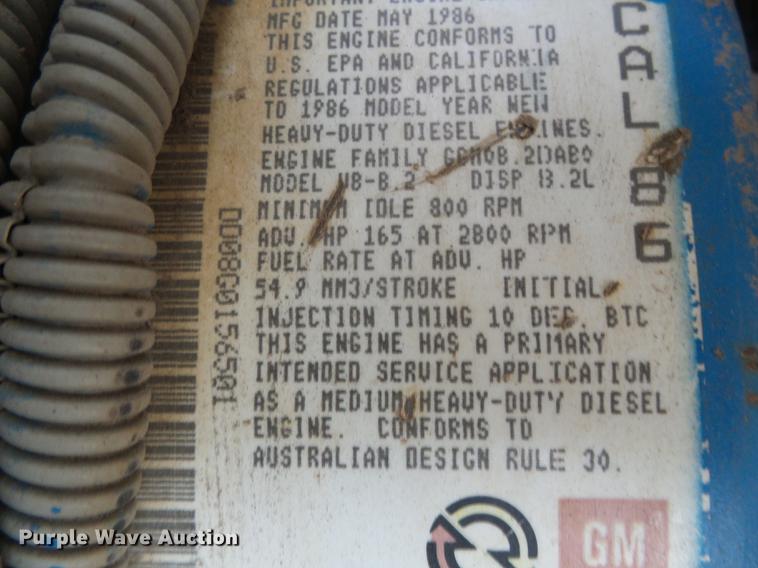 IMPORTANT ENGINE
MFG DATE MAY 1986
THIS ENGINE CONFORMS TO
U.S. EPA AND CALIFORNIA
REGULATIONS APPLICABLE
TO 1986 MODEL YEAR NEW
HEAVY-DUTY DIESEL ENGINES.
ENGINE FAMILY
MODEL V8-8.2 DISP 8.2L
MINIMUM IDLE 800 RPM
ADV. HP 165 AT 2800 RPM
FUEL RATE AT ADV. HP
54.9 MM3/STROKE INITIAL
INJECTION TIMING 10 DEG. BTC
THIS ENGINE HAS A PRIMARY
INTENDED SERVICE APPLICATION
AS A MEDIUM HEAVY-DUTY DIESEL
ENGINE. CONFORMS TO
AUSTRALIAN DESIGN RULE 30.
CAL 86
DD08G0156501
GM
Purple Wave Auction